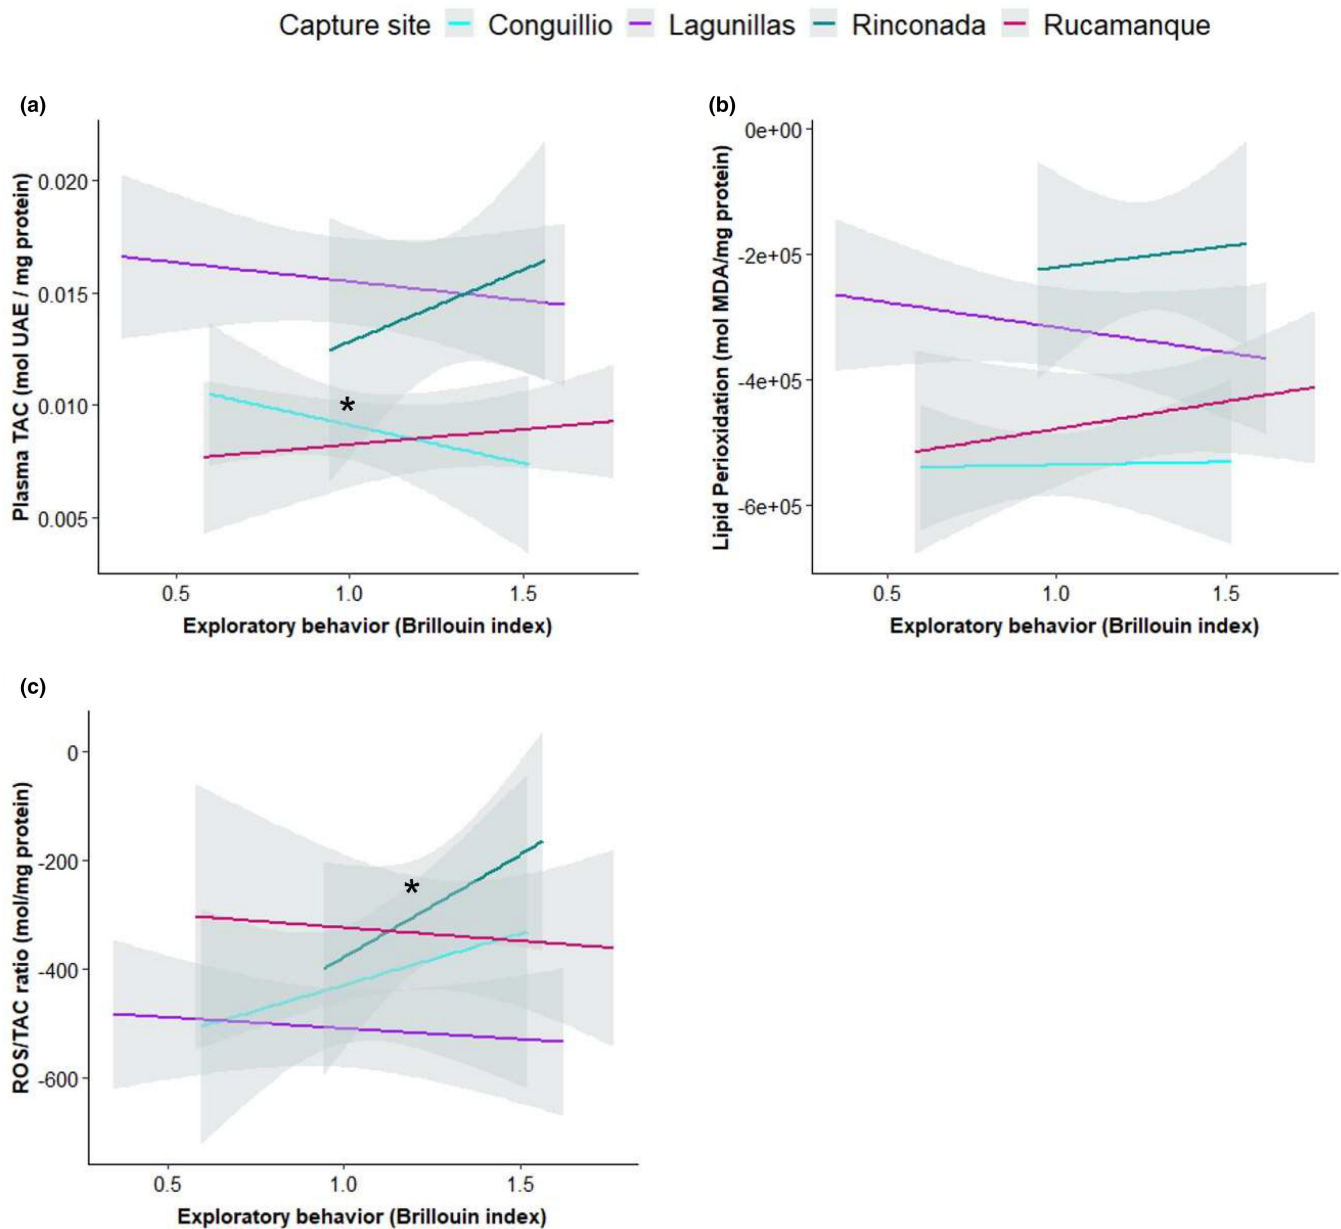 Capture site Conguillio Lagunillas Rinconada Rucamanque
(a)
Plasma TAC (mol UAE / mg protein)
0.020
0.015
0.010
0.005
*
0.5 1.0 1.5
Exploratory behavior (Brillouin index)
(b)
Lipid Perioxidation (mol MDA/mg protein)
0e+00
-2e+05
-4e+05
-6e+05
0.5 1.0 1.5
Exploratory behavior (Brillouin index)
(c)
ROS/TAC ratio (mol/mg protein)
0
-200
-400
-600
*
0.5 1.0 1.5
Exploratory behavior (Brillouin index)